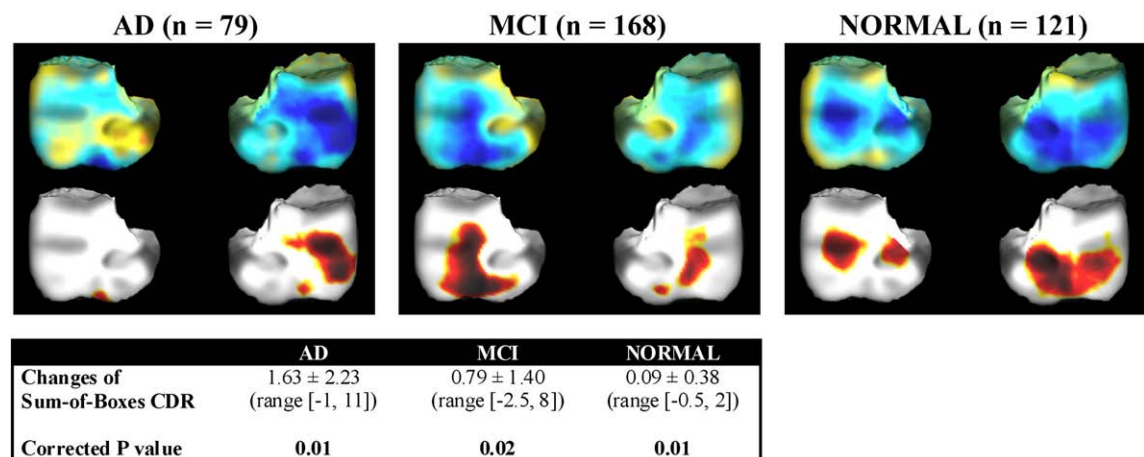 AD (n = 79) MCI (n = 168) NORMAL (n = 121)
AD MCI NORMAL
Changes of 1.63 ± 2.23 0.79 ± 1.40 0.09 ± 0.38
Sum-of-Boxes CDR (range [-1, 11]) (range [-2.5, 8]) (range [-0.5, 2])
Corrected P value 0.01 0.02 0.01